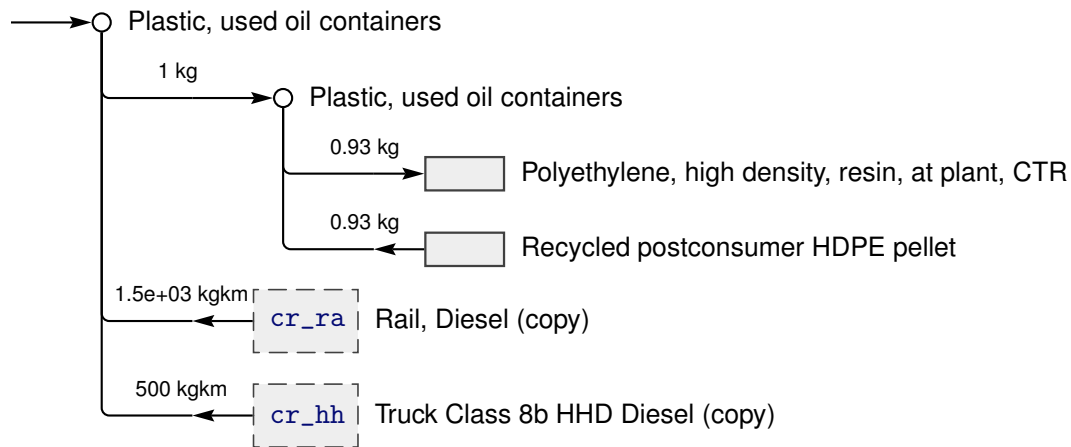 Plastic, used oil containers
1 kg
Plastic, used oil containers
0.93 kg
Polyethylene, high density, resin, at plant, CTR
0.93 kg
Recycled postconsumer HDPE pellet
1.5e+03 kgkm
cr_ra Rail, Diesel (copy)
500 kgkm
cr_hh Truck Class 8b HHD Diesel (copy)